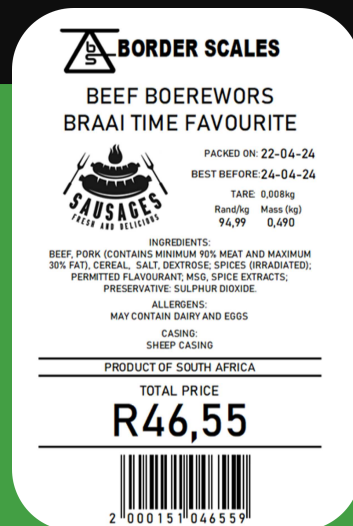 bs
BORDER SCALES
BEEF BOEREWORS
BRAAI TIME FAVOURITE
SAUSAGES
FRESH AND DELICIOUS
PACKED ON: 22-04-24
BEST BEFORE:24-04-24
TARE: 0,008kg
Rand/kg Mass (kg)
94,99 0,490
INGREDIENTS:
BEEF, PORK (CONTAINS MINIMUM 90% MEAT AND MAXIMUM
30% FAT), CEREAL, SALT, DEXTROSE; SPICES (IRRADIATED);
PERMITTED FLAVOURANT; MSG, SPICE EXTRACTS;
PRESERVATIVE: SULPHUR DIOXIDE.
ALLERGENS:
MAY CONTAIN DAIRY AND EGGS
CASING:
SHEEP CASING
PRODUCT OF SOUTH AFRICA
TOTAL PRICE
R46,55
2 000151 046559